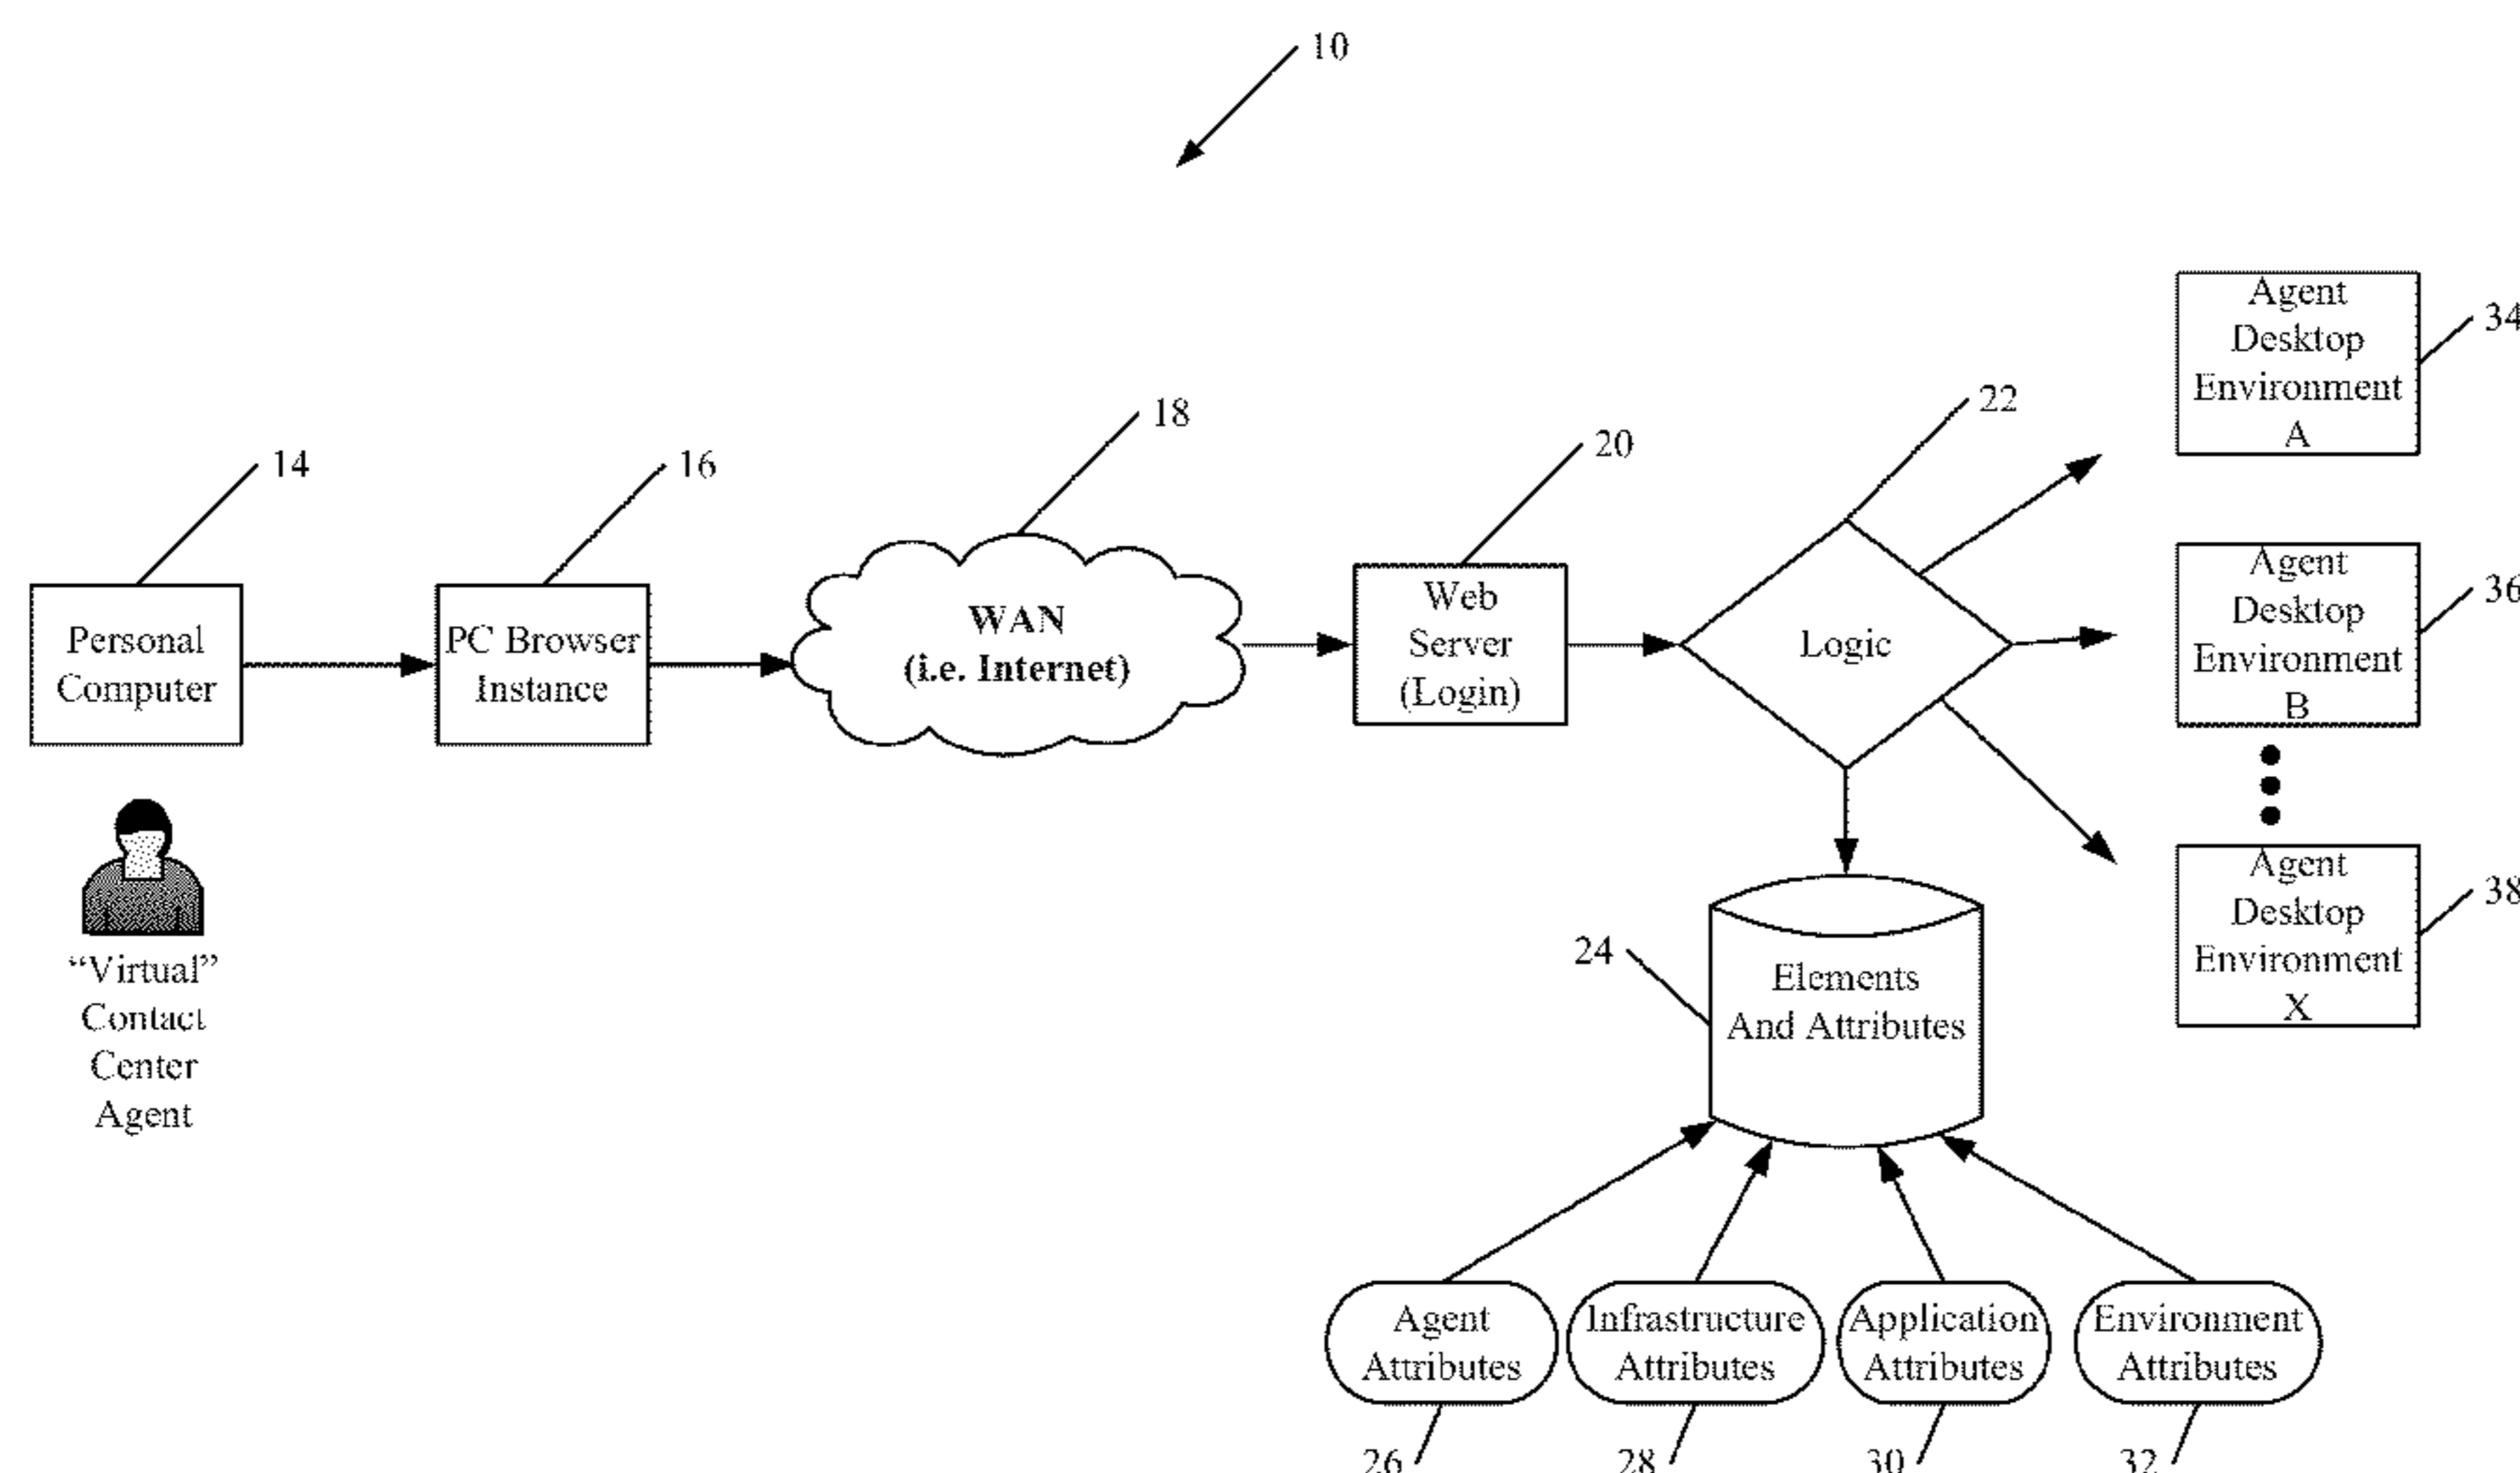 10
14
Personal
Computer
"Virtual"
Contact
Center
Agent
16
PC Browser
Instance
18
WAN
(i.e. Internet)
20
Web
Server
(Login)
22
Logic
24
Elements
And Attributes
Agent
Attributes
26
Infrastructure
Attributes
28
Application
Attributes
30
Environment
Attributes
32
Agent
Desktop
Environment
A
34
Agent
Desktop
Environment
B
36
Agent
Desktop
Environment
X
38